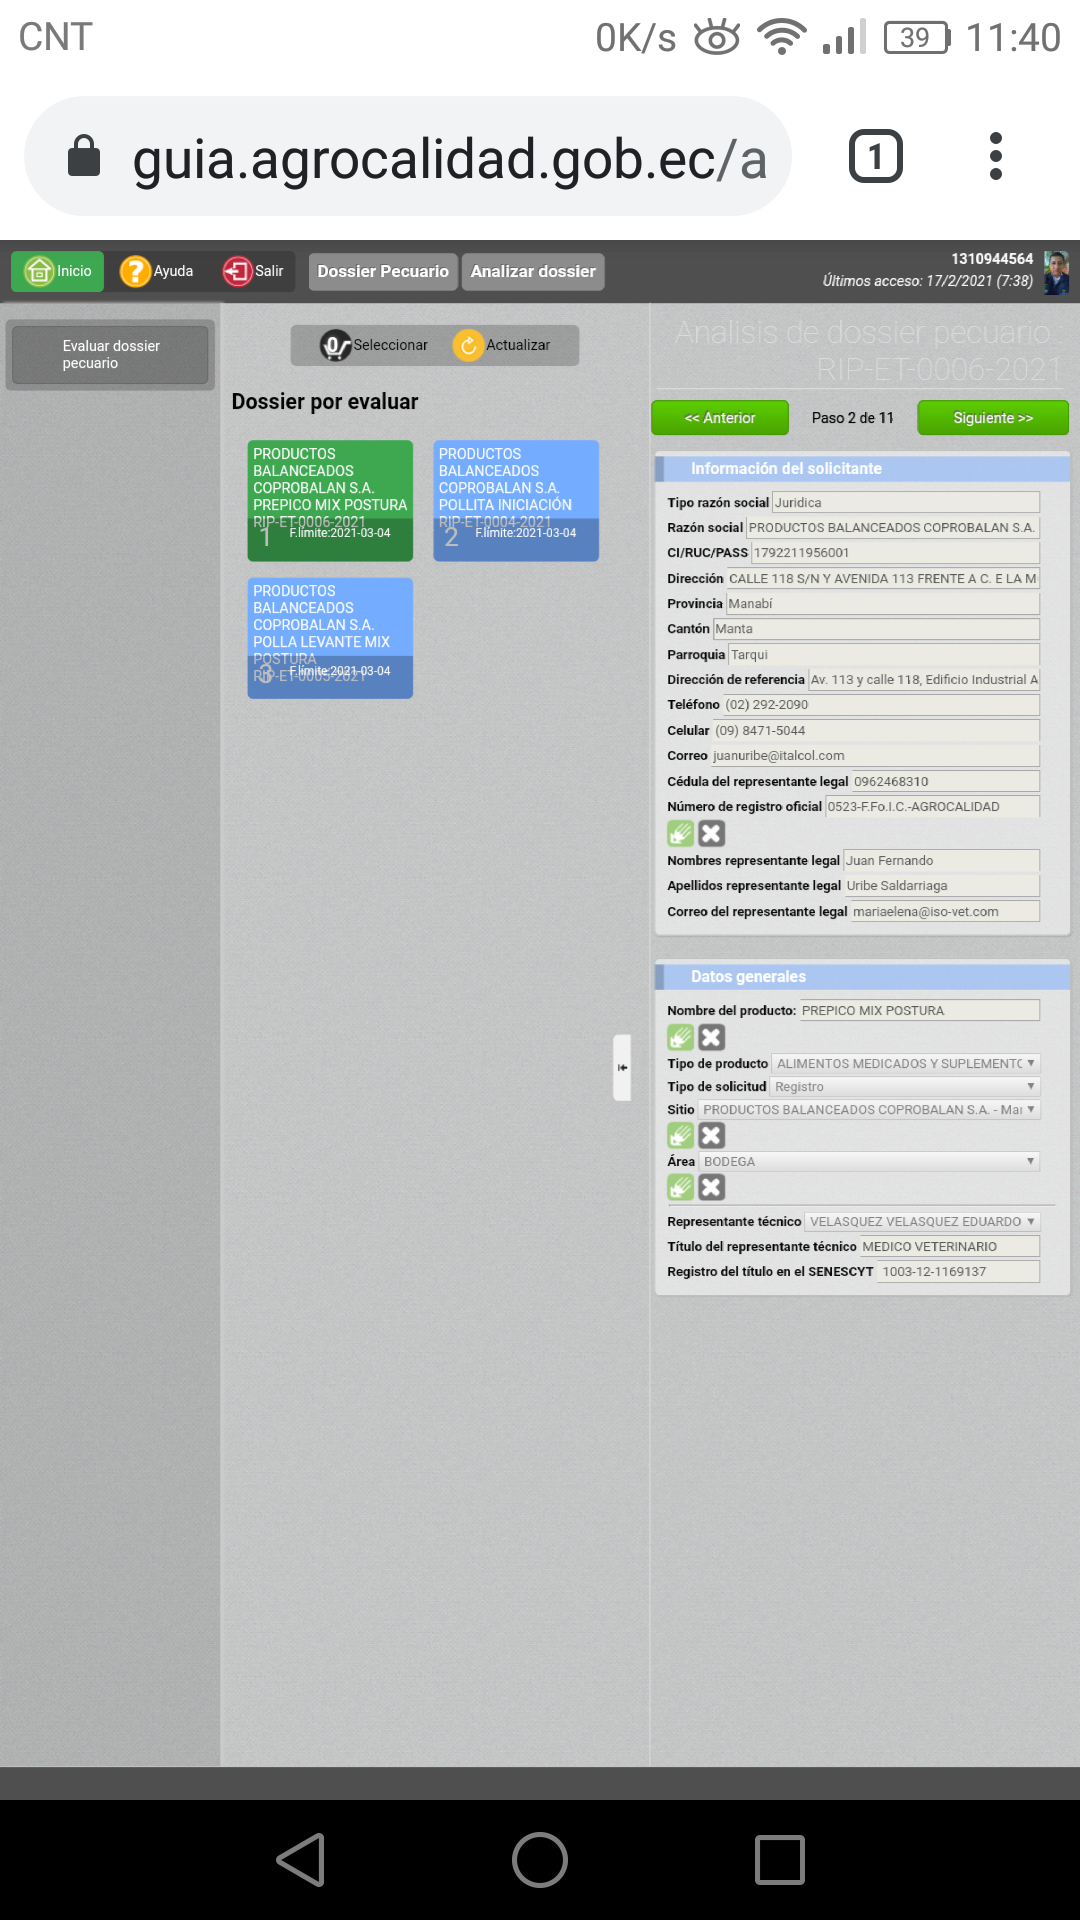 CNT
0K/s 39 11:40
guia.agrocalidad.gob.ec/a
1
Inicio Ayuda Salir Dossier Pecuario Analizar dossier
1310944564
Últimos acceso: 17/2/2021 (7:38)
Evaluar dossier
pecuario
Seleccionar Actualizar
Dossier por evaluar
PRODUCTOS
BALANCEADOS
COPROBALAN S.A.
PREPICO MIX POSTURA
RIP-ET-0006-2021
1 F.límite:2021-03-04
PRODUCTOS
BALANCEADOS
COPROBALAN S.A.
POLLITA INICIACIÓN
RIP-ET-0004-2021
2 F.límite:2021-03-04
PRODUCTOS
BALANCEADOS
COPROBALAN S.A.
POLLA LEVANTE MIX
POSTURA
RIP-ET-0005-2021
3 F.límite:2021-03-04
Analisis de dossier pecuario :
RIP-ET-0006-2021
<< Anterior Paso 2 de 11 Siguiente >>
Información del solicitante
Tipo razón social Juridica
Razón social PRODUCTOS BALANCEADOS COPROBALAN S.A.
CI/RUC/PASS 1792211956001
Dirección CALLE 118 S/N Y AVENIDA 113 FRENTE A C. E LA M
Provincia Manabí
Cantón Manta
Parroquia Tarqui
Dirección de referencia Av. 113 y calle 118, Edificio Industrial A
Teléfono (02) 292-2090
Celular (09) 8471-5044
Correo juanuribe@italcol.com
Cédula del representante legal 0962468310
Número de registro oficial 0523-F.Fo.I.C.-AGROCALIDAD
Nombres representante legal Juan Fernando
Apellidos representante legal Uribe Saldarriaga
Correo del representante legal mariaelena@iso-vet.com
Datos generales
Nombre del producto: PREPICO MIX POSTURA
Tipo de producto ALIMENTOS MEDICADOS Y SUPLEMENTO
Tipo de solicitud Registro
Sitio PRODUCTOS BALANCEADOS COPROBALAN S.A. - Man
Área BODEGA
Representante técnico VELASQUEZ VELASQUEZ EDUARDO
Título del representante técnico MEDICO VETERINARIO
Registro del título en el SENESCYT 1003-12-1169137